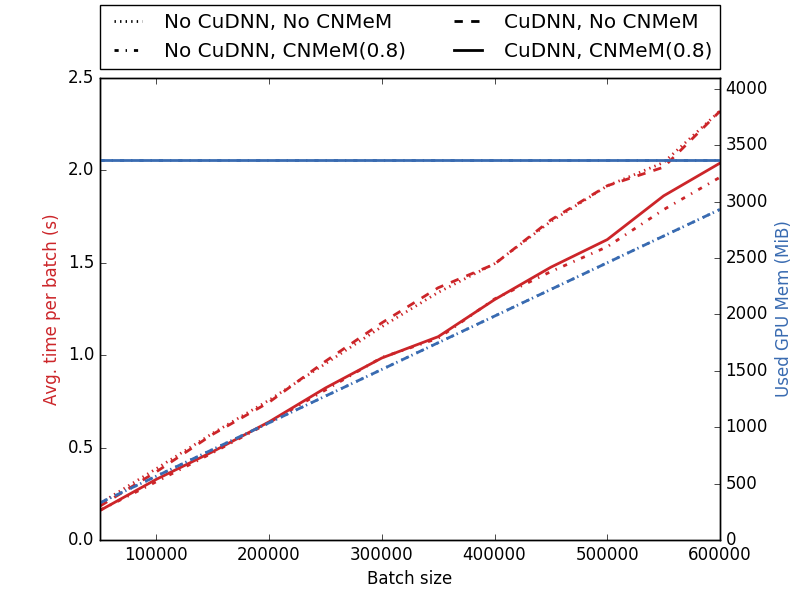 No CuDNN, No CNMeM
CuDNN, No CNMeM
No CuDNN, CNMeM(0.8)
CuDNN, CNMeM(0.8)
2.5
2.0
1.5
1.0
0.5
0.0
Avg. time per batch (s)
4000
3500
3000
2500
2000
1500
1000
500
0
Used GPU Mem (MiB)
100000 200000 300000 400000 500000 600000
Batch size